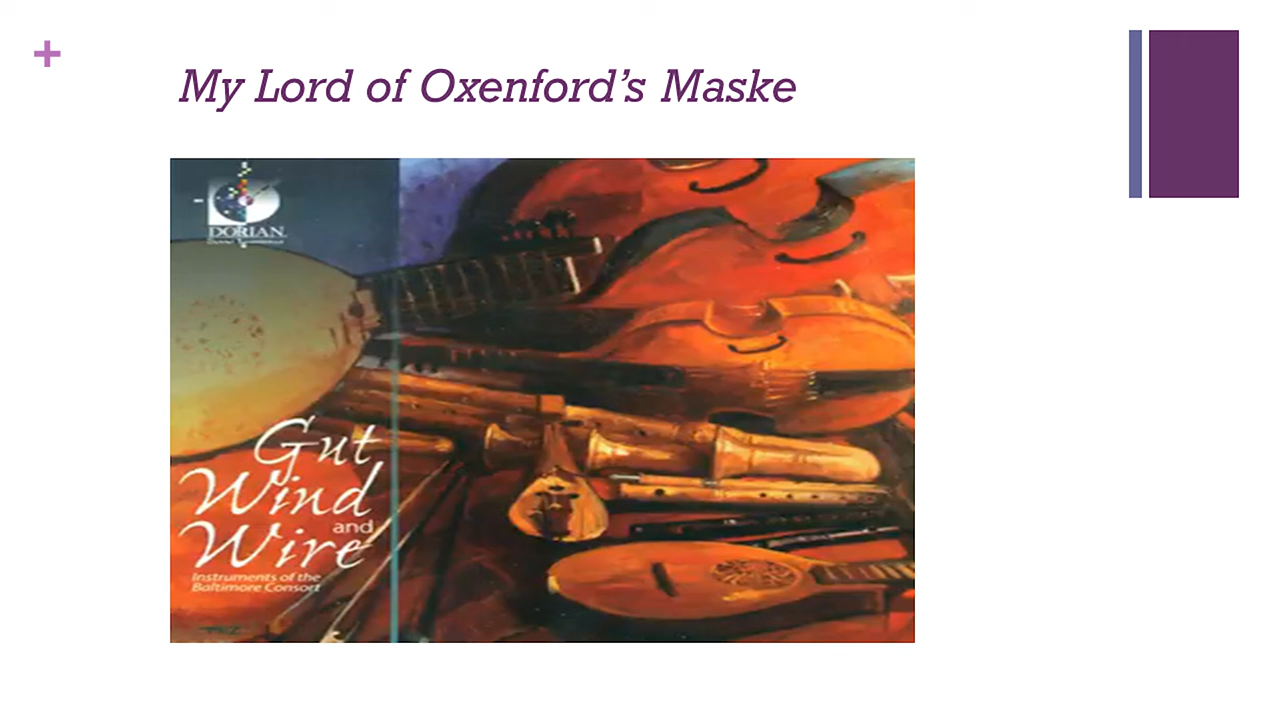 +
My Lord of Oxenford's Maske
DORIAN
Gut
Wind
and
Wire
Instruments of the
Baltimore Consort